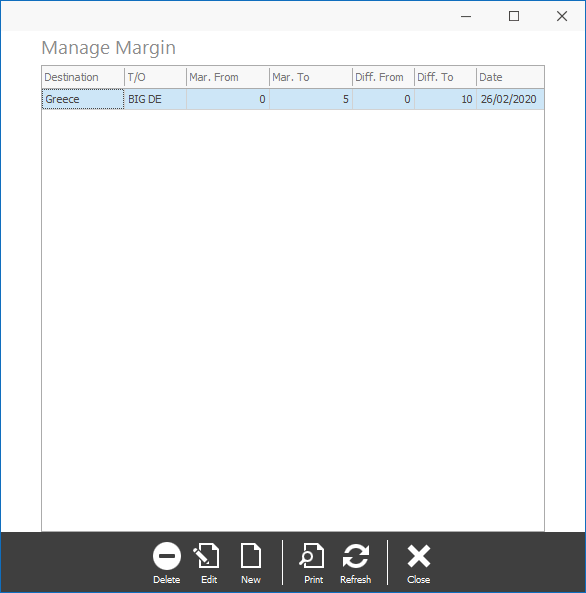 Manage Margin
Destination T/O Mar. From Mar. To Diff. From Diff. To Date
Greece BIG DE 0 5 0 10 26/02/2020
Delete Edit New Print Refresh Close